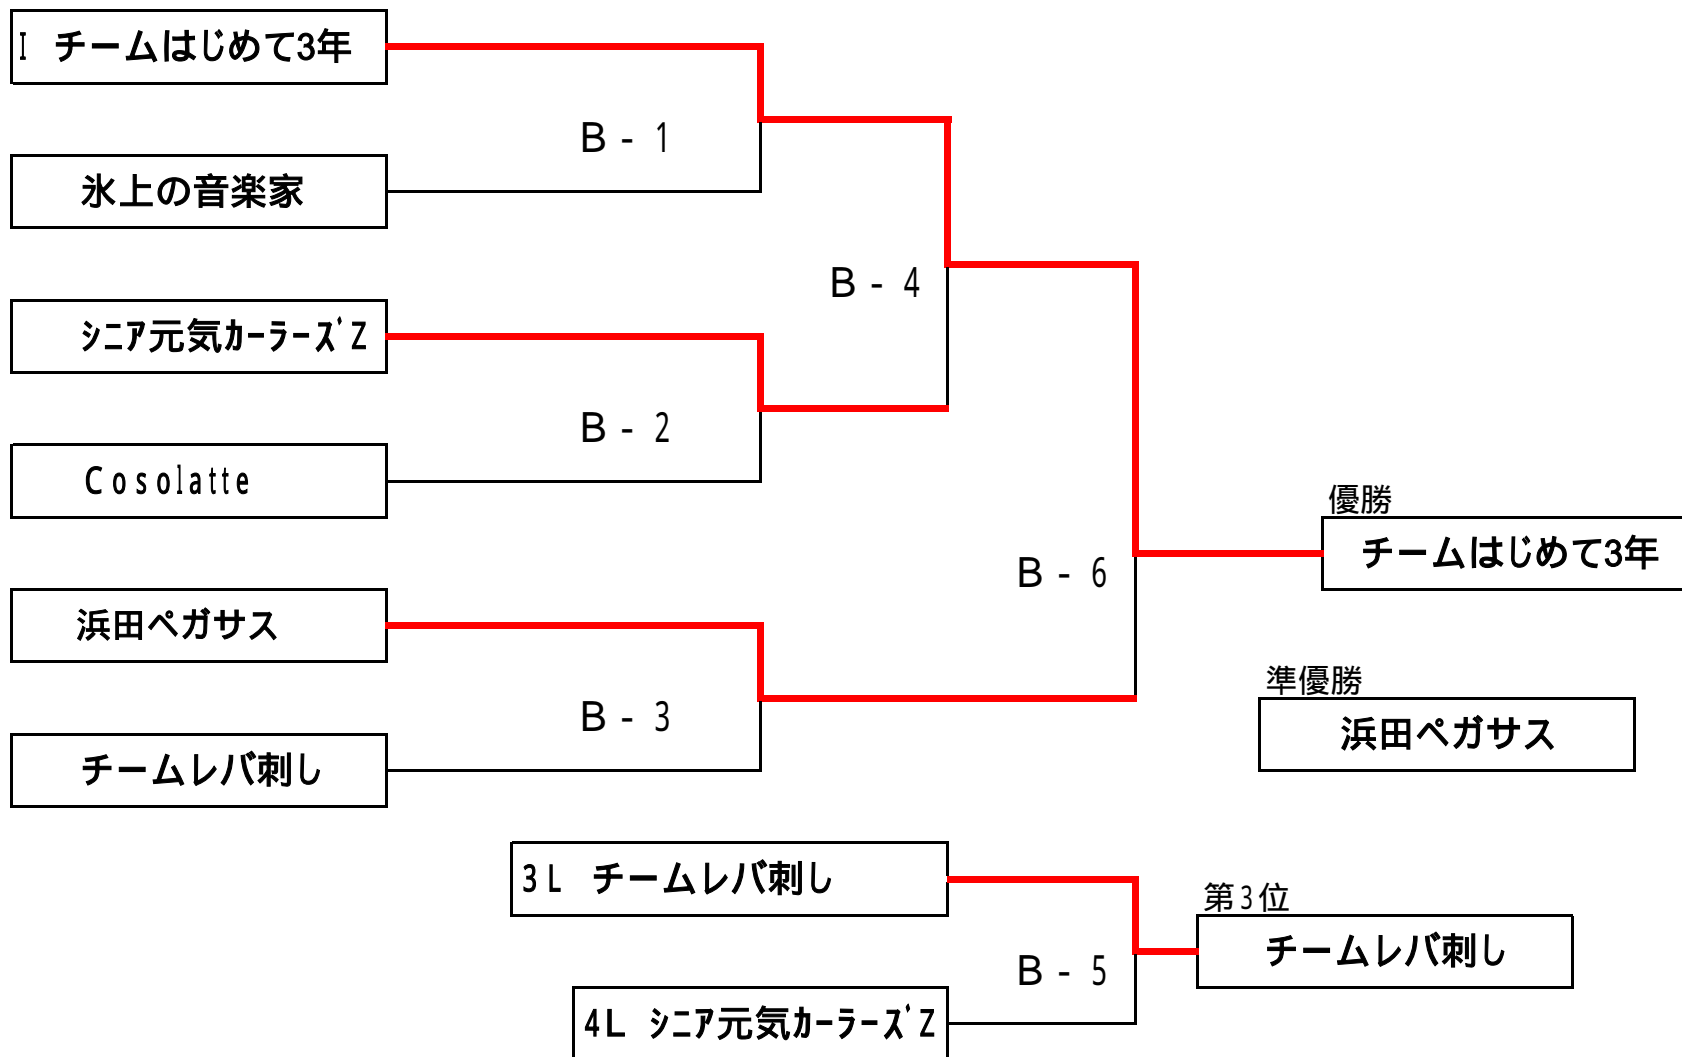 I チームはじめて3年
B - 1
氷上の音楽家
B - 4
ｼﾆｱ元気ｶｰﾗｰｽﾞZ
B - 2
Cosolatte
優勝
チームはじめて3年
B - 6
浜田ペガサス
準優勝
浜田ペガサス
B - 3
チームレバ刺し
3L チームレバ刺し
第3位
チームレバ刺し
B - 5
4L ｼﾆｱ元気ｶｰﾗｰｽﾞZ